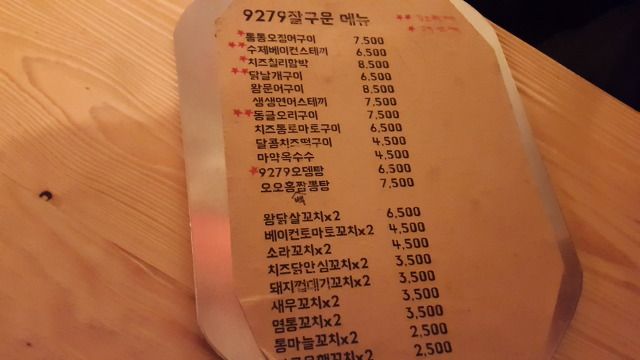 9279잘구운 메뉴
통통오징어구이 7,500
수제베이컨스테끼 6,500
치즈칠리함박 8,500
닭날개구이 6,500
왕문어구이 8,500
생생연어스테끼 7,500
동글오리구이 7,500
치즈통토마토구이 6,500
달콤치즈떡구이 4,500
마약옥수수 4,500
9279오뎅탕 6,500
오오홍짬뽕탕 7,500
백
왕닭살꼬치x2 6,500
베이컨토마토꼬치x2 4,500
소라꼬치x2 4,500
치즈닭안심꼬치x2 3,500
돼지껍데기꼬치x2 3,500
새우꼬치x2 3,500
염통꼬치x2 3,500
통마늘꼬치x2 2,500
2,500